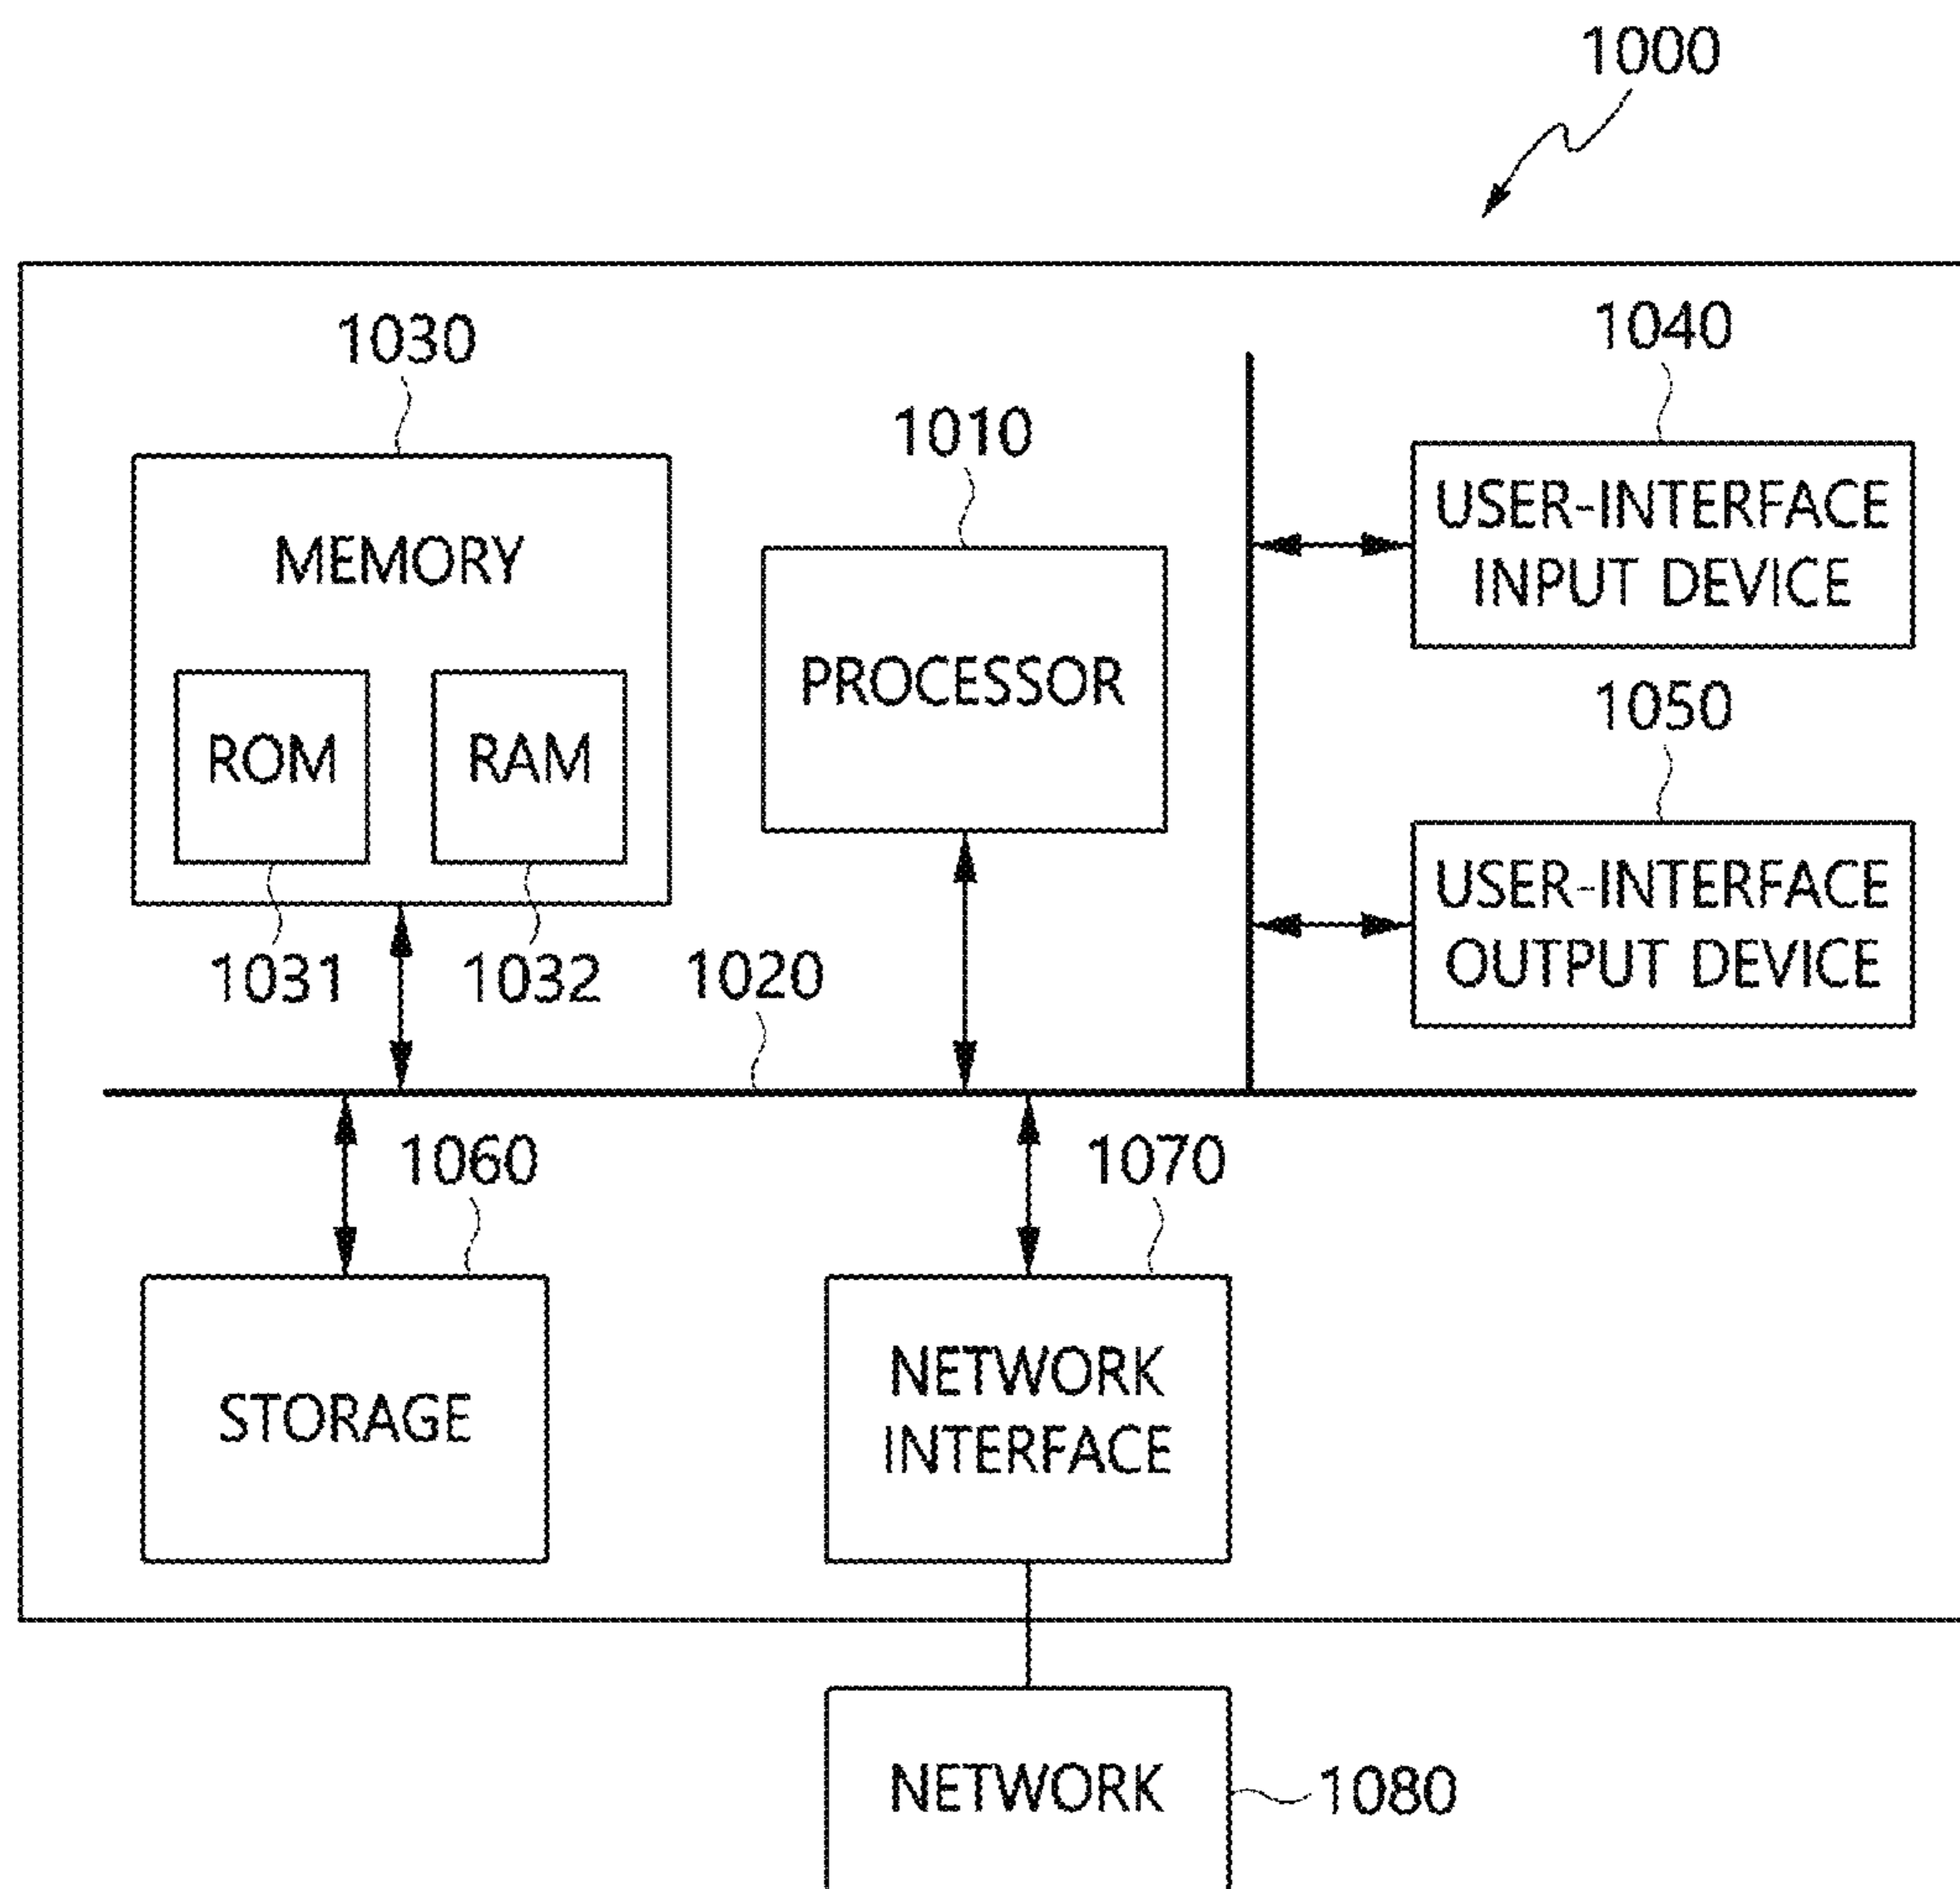 1000
1030
1040
1010
USER-INTERFACE
INPUT DEVICE
MEMORY
PROCESSOR
ROM
RAM
1050
USER-INTERFACE
OUTPUT DEVICE
1031
1032
1020
1060
1070
STORAGE
NETWORK
INTERFACE
NETWORK
1080